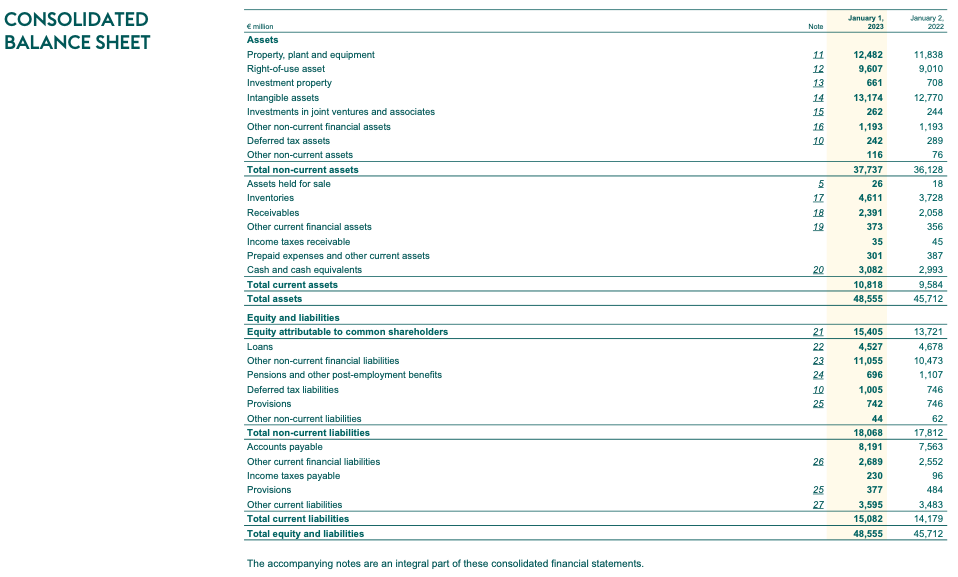 CONSOLIDATED
BALANCE SHEET
€ million Note January 1, 2023 January 2, 2022
Assets
Property, plant and equipment 11 12,482 11,838
Right-of-use asset 12 9,607 9,010
Investment property 13 661 708
Intangible assets 14 13,174 12,770
Investments in joint ventures and associates 15 262 244
Other non-current financial assets 16 1,193 1,193
Deferred tax assets 10 242 289
Other non-current assets 116 76
Total non-current assets 37,737 36,128
Assets held for sale 5 26 18
Inventories 17 4,611 3,728
Receivables 18 2,391 2,058
Other current financial assets 19 373 356
Income taxes receivable 35 45
Prepaid expenses and other current assets 301 387
Cash and cash equivalents 20 3,082 2,993
Total current assets 10,818 9,584
Total assets 48,555 45,712
Equity and liabilities
Equity attributable to common shareholders 21 15,405 13,721
Loans 22 4,527 4,678
Other non-current financial liabilities 23 11,055 10,473
Pensions and other post-employment benefits 24 696 1,107
Deferred tax liabilities 10 1,005 746
Provisions 25 742 746
Other non-current liabilities 44 62
Total non-current liabilities 18,068 17,812
Accounts payable 8,191 7,563
Other current financial liabilities 26 2,689 2,552
Income taxes payable 230 96
Provisions 25 377 484
Other current liabilities 27 3,595 3,483
Total current liabilities 15,082 14,179
Total equity and liabilities 48,555 45,712
The accompanying notes are an integral part of these consolidated financial statements.